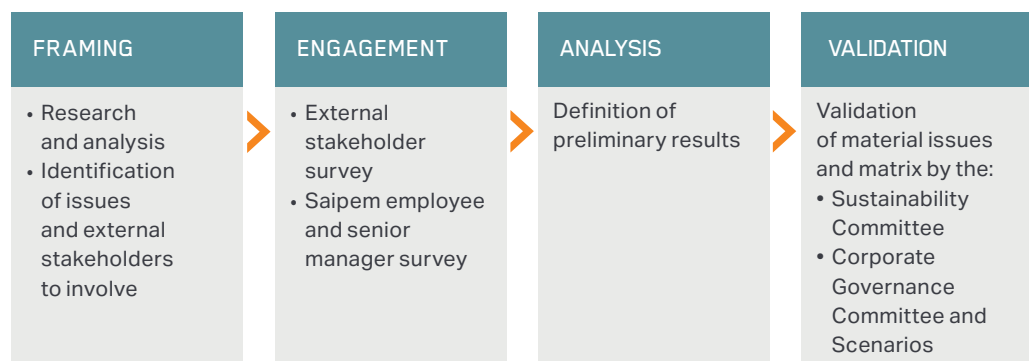 FRAMING
• Research
and analysis
• Identification
of issues
and external
stakeholders
to involve
ENGAGEMENT
• External
stakeholder
survey
• Saipem employee
and senior
manager survey
ANALYSIS
Definition of
preliminary results
VALIDATION
Validation
of material issues
and matrix by the:
• Sustainability
Committee
• Corporate
Governance
Committee and
Scenarios